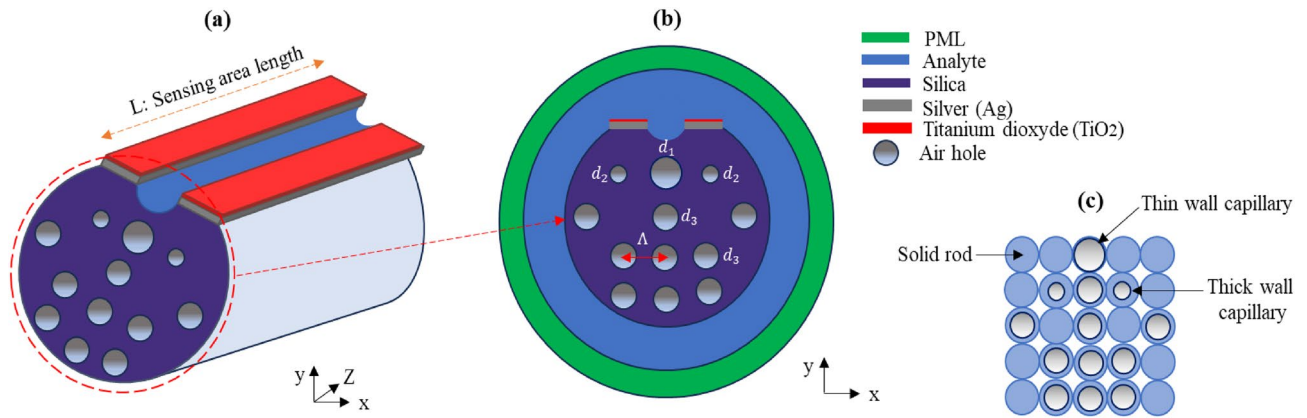 (a)
L: Sensing area length
y
Z
x
(b)
d₁
d₂
d₂
d₃
Λ
d₃
y
x
PML
Analyte
Silica
Silver (Ag)
Titanium dioxyde (TiO2)
Air hole
(c)
Thin wall capillary
Solid rod
Thick wall
capillary